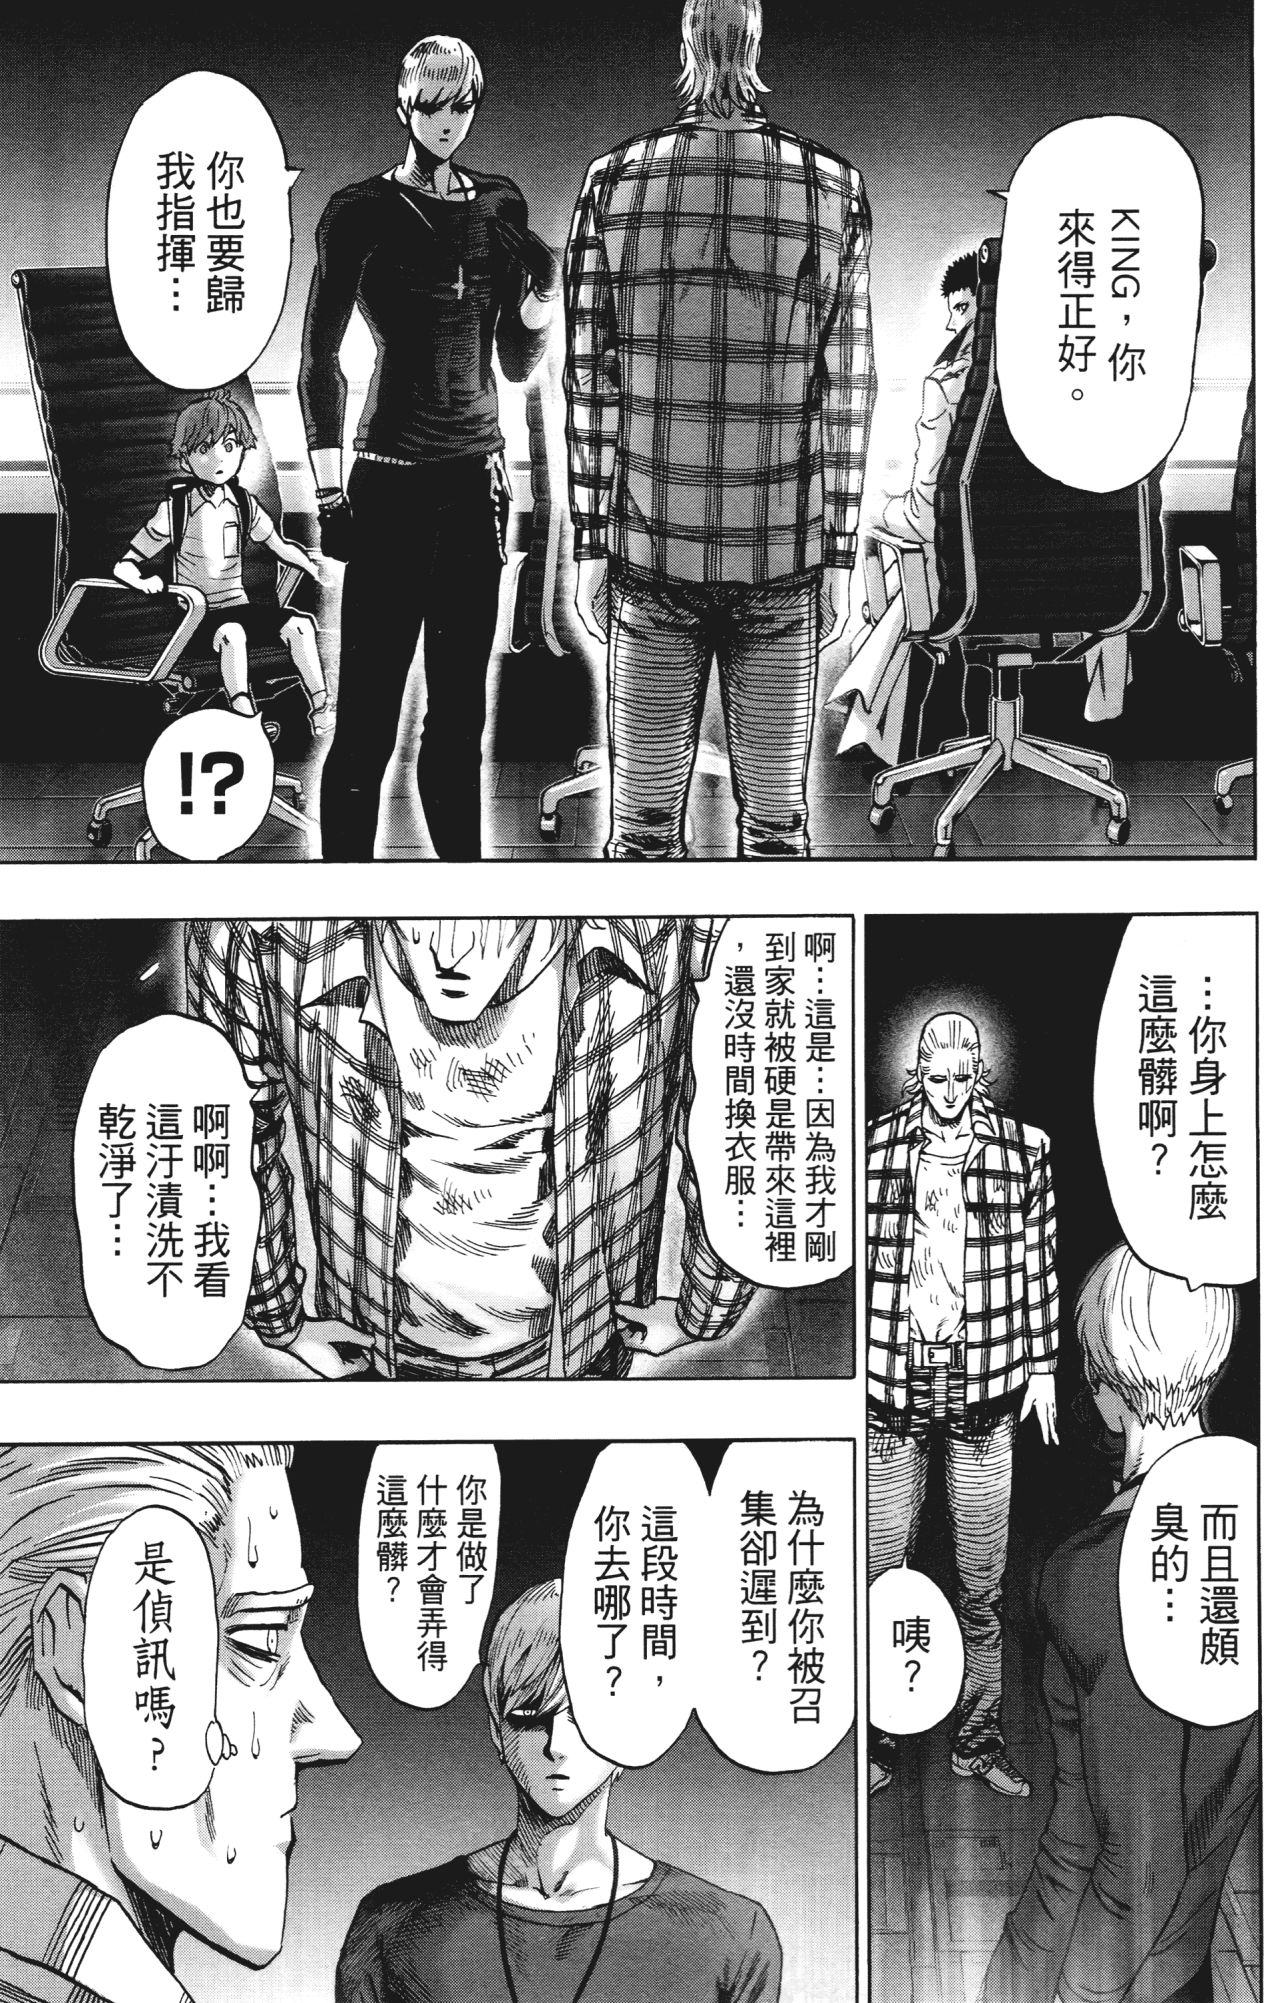 KING，你
來得正好。
你也要歸
我指揮…
!?
…你身上怎麼
這麼髒啊？
而且還頗
臭的…
咦？
啊…這是…因為我才剛
到家就被硬是帶來這裡
，還沒時間換衣服…
啊啊…我看
這汙漬洗不
乾淨了…
為什麼你被召
集卻遲到？
這段時間，
你去哪了？
你是做了
什麼才會弄得
這麼髒？
是偵訊嗎？